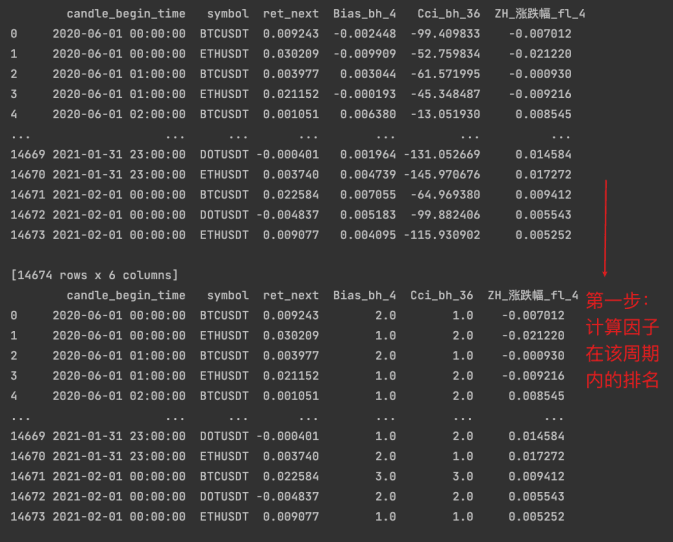 candle_begin_time symbol ret_next Bias_bh_4 Cci_bh_36 ZH_涨跌幅_fl_4
0 2020-06-01 00:00:00 BTCUSDT 0.009243 -0.002448 -99.409833 -0.007012
1 2020-06-01 00:00:00 ETHUSDT 0.030209 -0.009909 -52.759834 -0.021220
2 2020-06-01 01:00:00 BTCUSDT 0.003977 0.003044 -61.571995 -0.000930
3 2020-06-01 01:00:00 ETHUSDT 0.021152 -0.000193 -45.348487 -0.009216
4 2020-06-01 02:00:00 BTCUSDT 0.001051 0.006380 -13.051930 0.008545
... ... ... ... ... ... ...
14669 2021-01-31 23:00:00 DOTUSDT -0.000401 0.001964 -131.052669 0.014584
14670 2021-01-31 23:00:00 ETHUSDT 0.003740 0.004739 -145.970676 0.017272
14671 2021-02-01 00:00:00 BTCUSDT 0.022584 0.007055 -64.969380 0.009412
14672 2021-02-01 00:00:00 DOTUSDT -0.004837 0.005183 -99.882406 0.005543
14673 2021-02-01 00:00:00 ETHUSDT 0.009077 0.004095 -115.930902 0.005252
[14674 rows x 6 columns]
candle_begin_time symbol ret_next Bias_bh_4 Cci_bh_36 ZH_涨跌幅_fl_4
0 2020-06-01 00:00:00 BTCUSDT 0.009243 2.0 1.0 -0.007012
1 2020-06-01 00:00:00 ETHUSDT 0.030209 1.0 2.0 -0.021220
2 2020-06-01 01:00:00 BTCUSDT 0.003977 2.0 1.0 -0.000930
3 2020-06-01 01:00:00 ETHUSDT 0.021152 1.0 2.0 -0.009216
4 2020-06-01 02:00:00 BTCUSDT 0.001051 1.0 2.0 0.008545
... ... ... ... ... ... ...
14669 2021-01-31 23:00:00 DOTUSDT -0.000401 1.0 2.0 0.014584
14670 2021-01-31 23:00:00 ETHUSDT 0.003740 2.0 1.0 0.017272
14671 2021-02-01 00:00:00 BTCUSDT 0.022584 3.0 3.0 0.009412
14672 2021-02-01 00:00:00 DOTUSDT -0.004837 2.0 2.0 0.005543
14673 2021-02-01 00:00:00 ETHUSDT 0.009077 1.0 1.0 0.005252
第一步：
计算因子
在该周期
内的排名